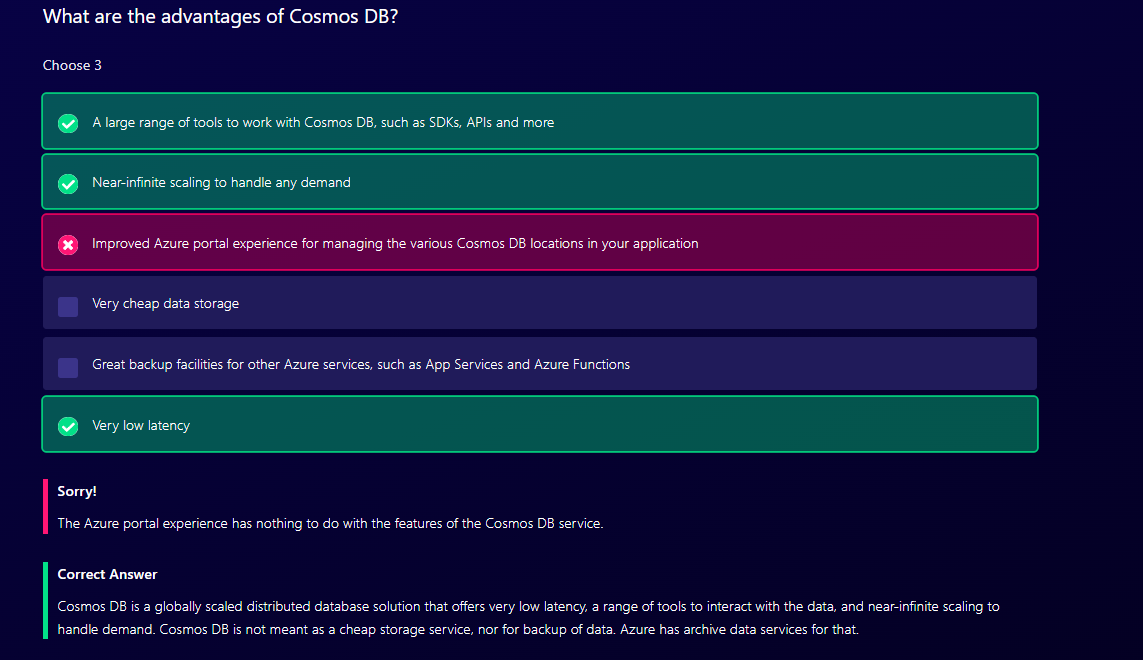 What are the advantages of Cosmos DB?
Choose 3
A large range of tools to work with Cosmos DB, such as SDKs, APIs and more
Near-infinite scaling to handle any demand
Improved Azure portal experience for managing the various Cosmos DB locations in your application
Very cheap data storage
Great backup facilities for other Azure services, such as App Services and Azure Functions
Very low latency
Sorry!
The Azure portal experience has nothing to do with the features of the Cosmos DB service.
Correct Answer
Cosmos DB is a globally scaled distributed database solution that offers very low latency, a range of tools to interact with the data, and near-infinite scaling to
handle demand. Cosmos DB is not meant as a cheap storage service, nor for backup of data. Azure has archive data services for that.